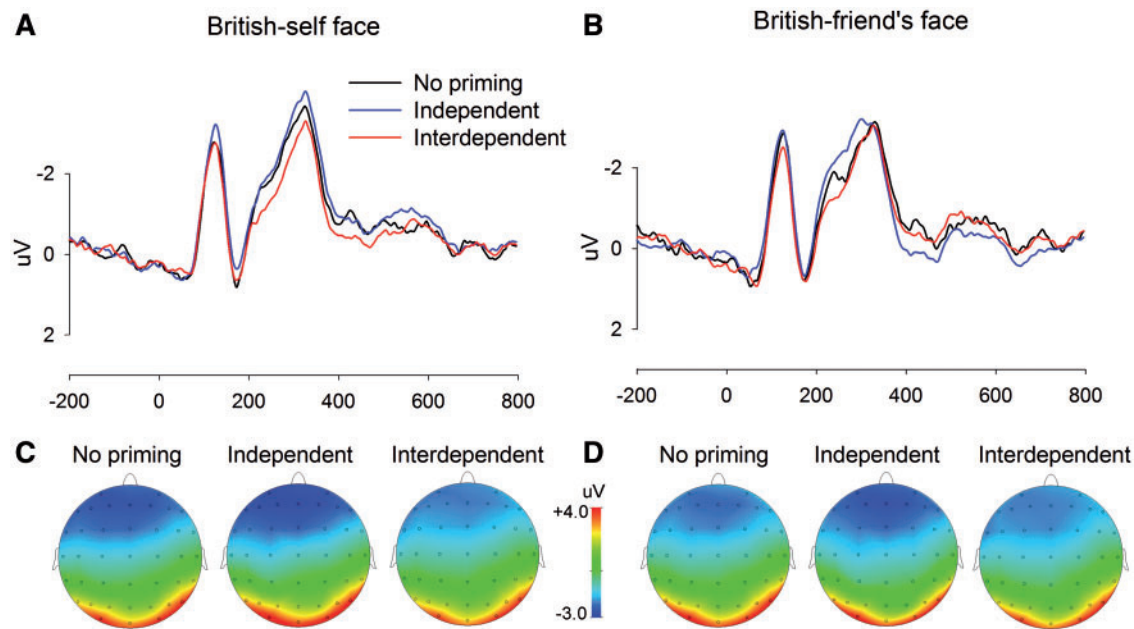 A
British-self face
B
British-friend's face
No priming
Independent
Interdependent
-2
0
2
uV
-200 0 200 400 600 800
-2
0
2
uV
-200 0 200 400 600 800
C
No priming Independent Interdependent
uV
+4.0
-3.0
D
No priming Independent Interdependent